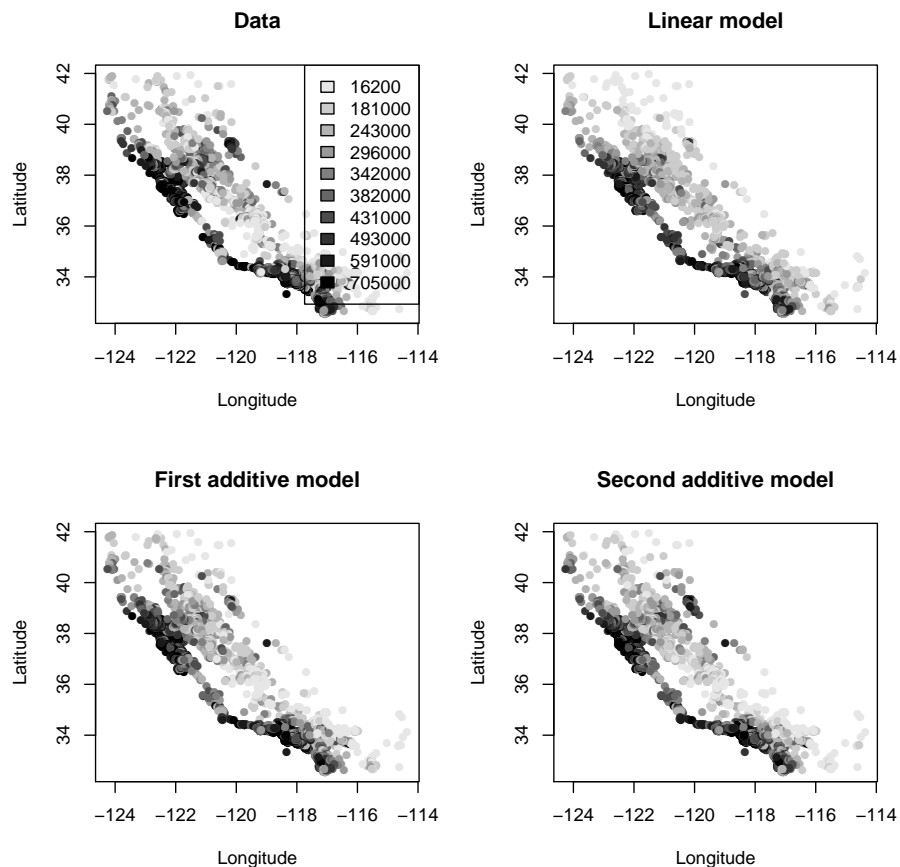 Data
42
40
38
36
34
Latitude
−124 −122 −120 −118 −116 −114
Longitude
16200
181000
243000
296000
342000
382000
431000
493000
591000
705000
Linear model
42
40
38
36
34
Latitude
−124 −122 −120 −118 −116 −114
Longitude
First additive model
42
40
38
36
34
Latitude
−124 −122 −120 −118 −116 −114
Longitude
Second additive model
42
40
38
36
34
Latitude
−124 −122 −120 −118 −116 −114
Longitude